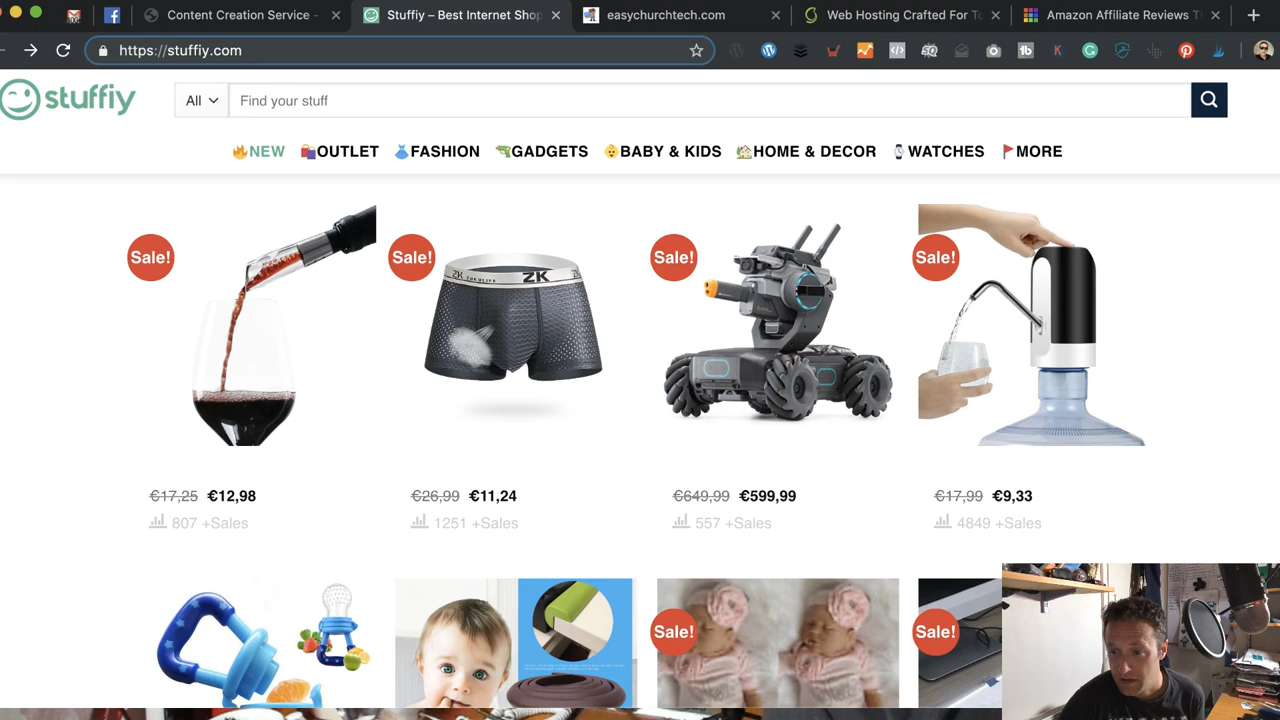 Content Creation Service -
Stuffiy – Best Internet Shop
easychurchtech.com
Web Hosting Crafted For To
Amazon Affiliate Reviews Th
https://stuffiy.com
stuffiy
All
Find your stuff
NEW
OUTLET
FASHION
GADGETS
BABY & KIDS
HOME & DECOR
WATCHES
MORE
Sale!
Sale!
Sale!
Sale!
ZK
ZK
€17,25 €12,98
€26,99 €11,24
€649,99 €599,99
€17,99 €9,33
807 +Sales
1251 +Sales
557 +Sales
4849 +Sales
Sale!
Sale!